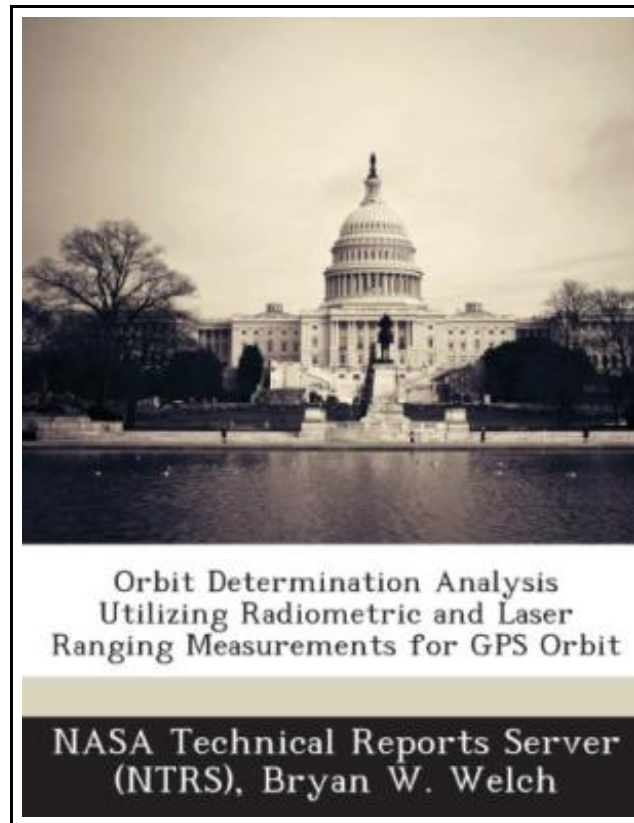 Orbit Determination Analysis
Utilizing Radiometric and Laser
Ranging Measurements for GPS Orbit
NASA Technical Reports Server
(NTRS), Bryan W. Welch